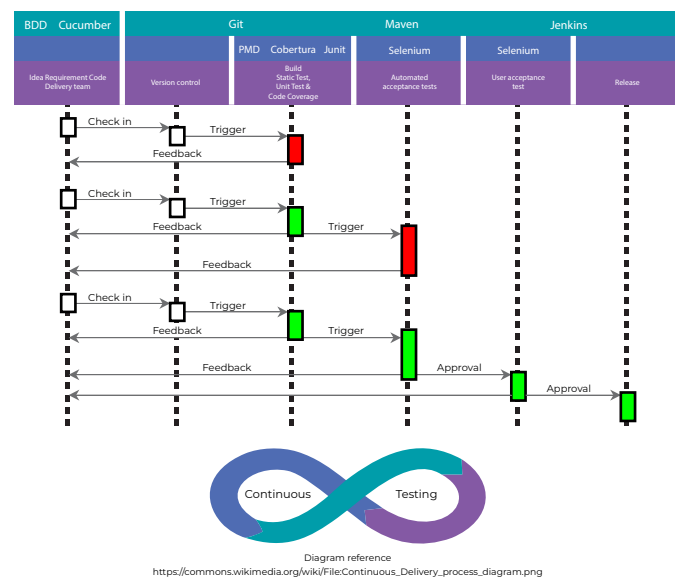 BDD Cucumber Git Maven Jenkins
PMD Cobertura Junit Selenium Selenium
Idea Requirement Code
Delivery team
Version control
Build
Static Test,
Unit Test &
Code Coverage
Automated
acceptance tests
User acceptance
test
Release
Check in
Trigger
Feedback
Check in
Trigger
Feedback
Trigger
Feedback
Check in
Trigger
Feedback
Trigger
Feedback
Approval
Approval
Continuous Testing
Diagram reference
https://commons.wikimedia.org/wiki/File:Continuous_Delivery_process_diagram.png